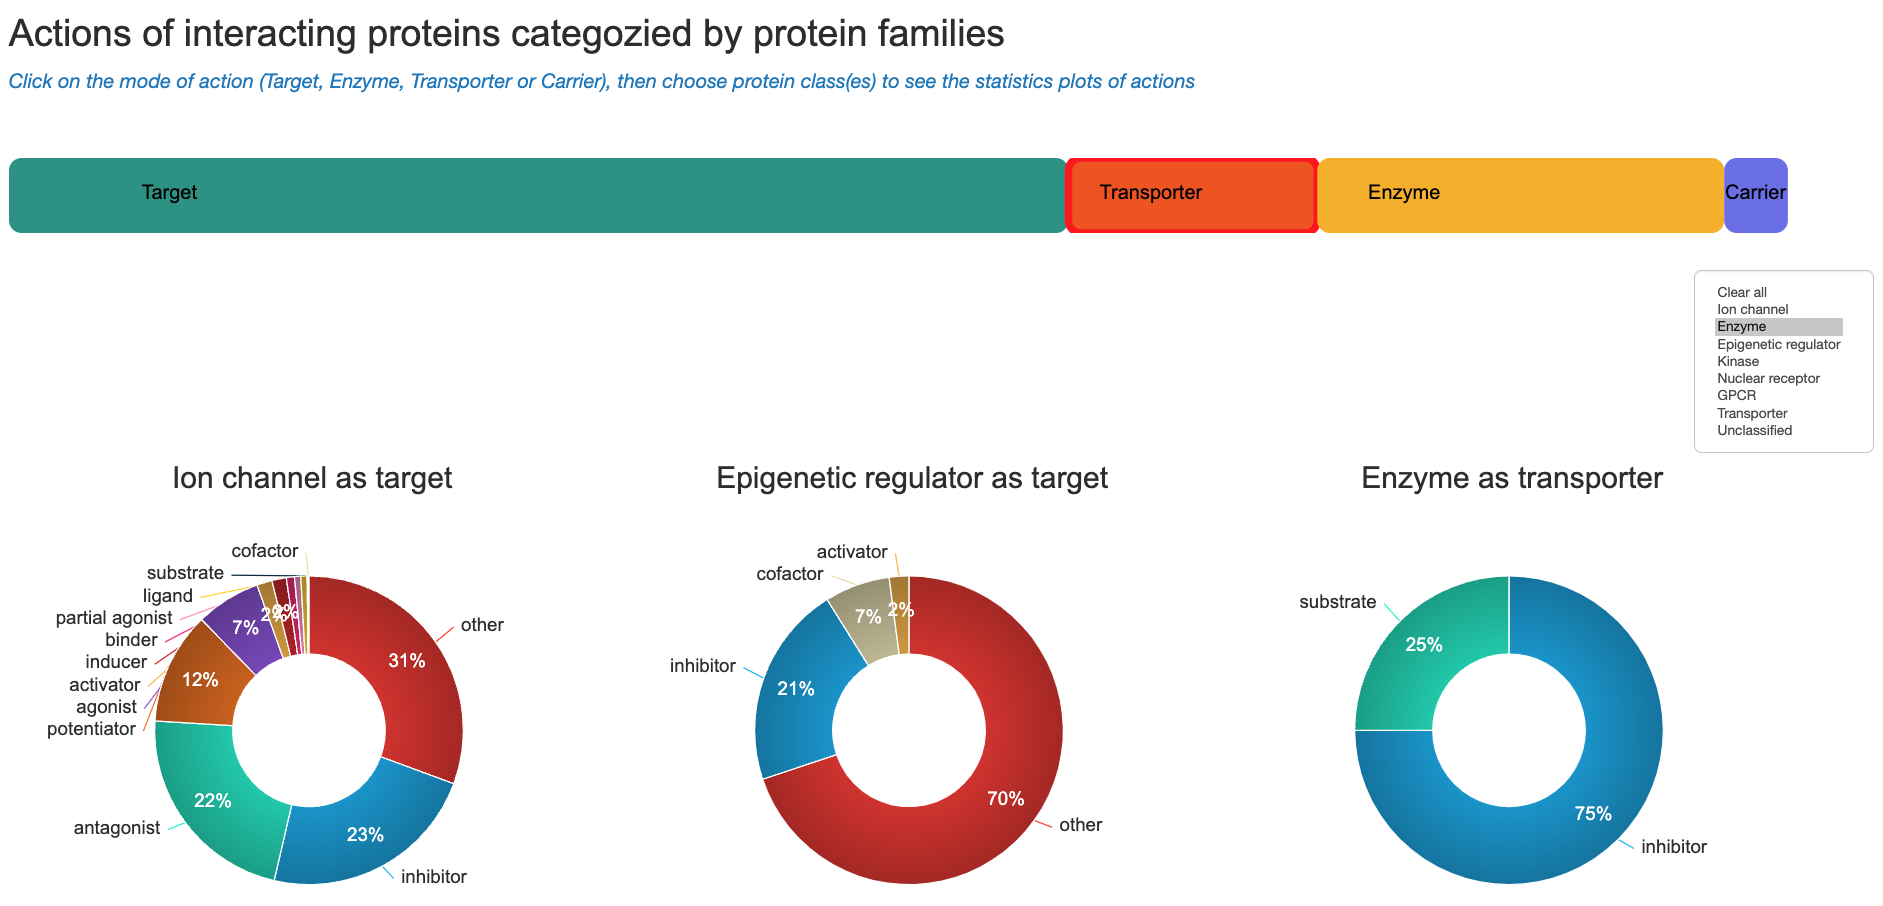 Actions of interacting proteins categozied by protein families
Click on the mode of action (Target, Enzyme, Transporter or Carrier), then choose protein class(es) to see the statistics plots of actions
Target
Transporter
Enzyme
Carrier
Clear all
Ion channel
Enzyme
Epigenetic regulator
Kinase
Nuclear receptor
GPCR
Transporter
Unclassified
Ion channel as target
cofactor
substrate
ligand
partial agonist
binder
inducer
activator
agonist
potentiator
antagonist
inhibitor
other
31%
23%
22%
12%
7%
2%
2%
Epigenetic regulator as target
activator
cofactor
inhibitor
other
2%
7%
21%
70%
Enzyme as transporter
substrate
25%
75%
inhibitor